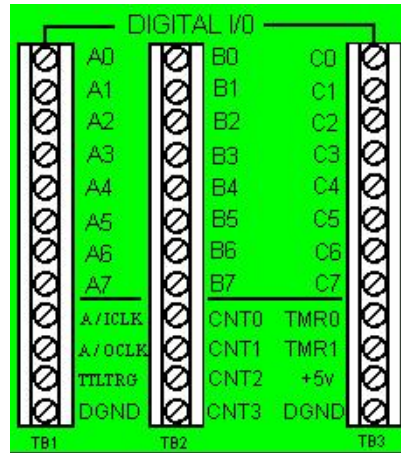 DIGITAL I/O
A0 B0 C0
A1 B1 C1
A2 B2 C2
A3 B3 C3
A4 B4 C4
A5 B5 C5
A6 B6 C6
A7 B7 C7
A/ICLK CNT0 TMR0
A/OCLK CNT1 TMR1
TTLTRG CNT2 +5v
DGND CNT3 DGND
TB1 TB2 TB3